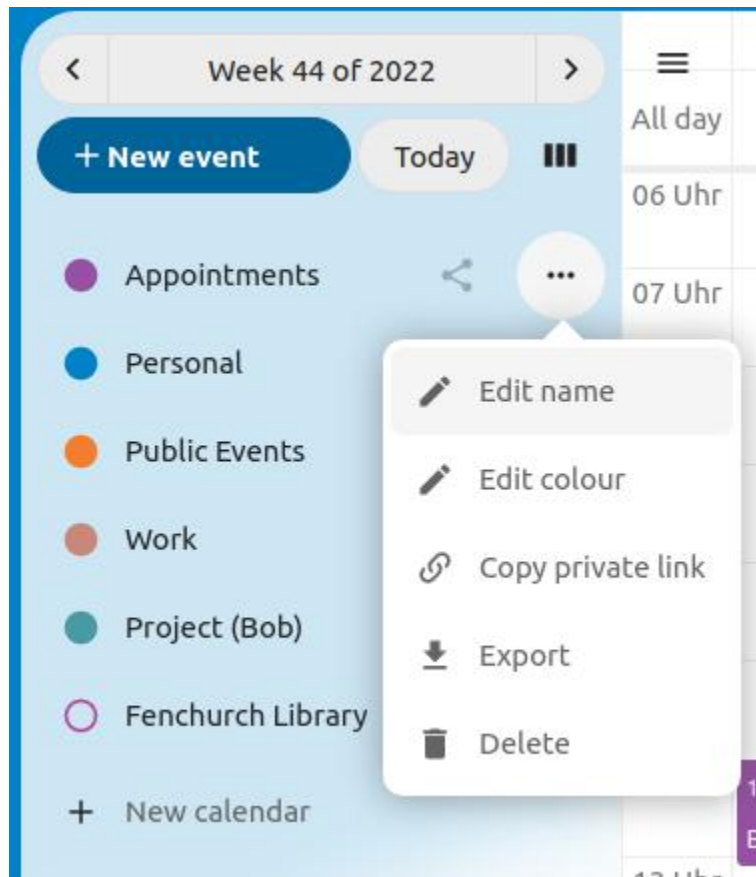 Week 44 of 2022
All day
+ New event
Today
06 Uhr
Appointments
07 Uhr
Personal
Edit name
Public Events
Edit colour
Work
Copy private link
Project (Bob)
Export
Fenchurch Library
Delete
+ New calendar